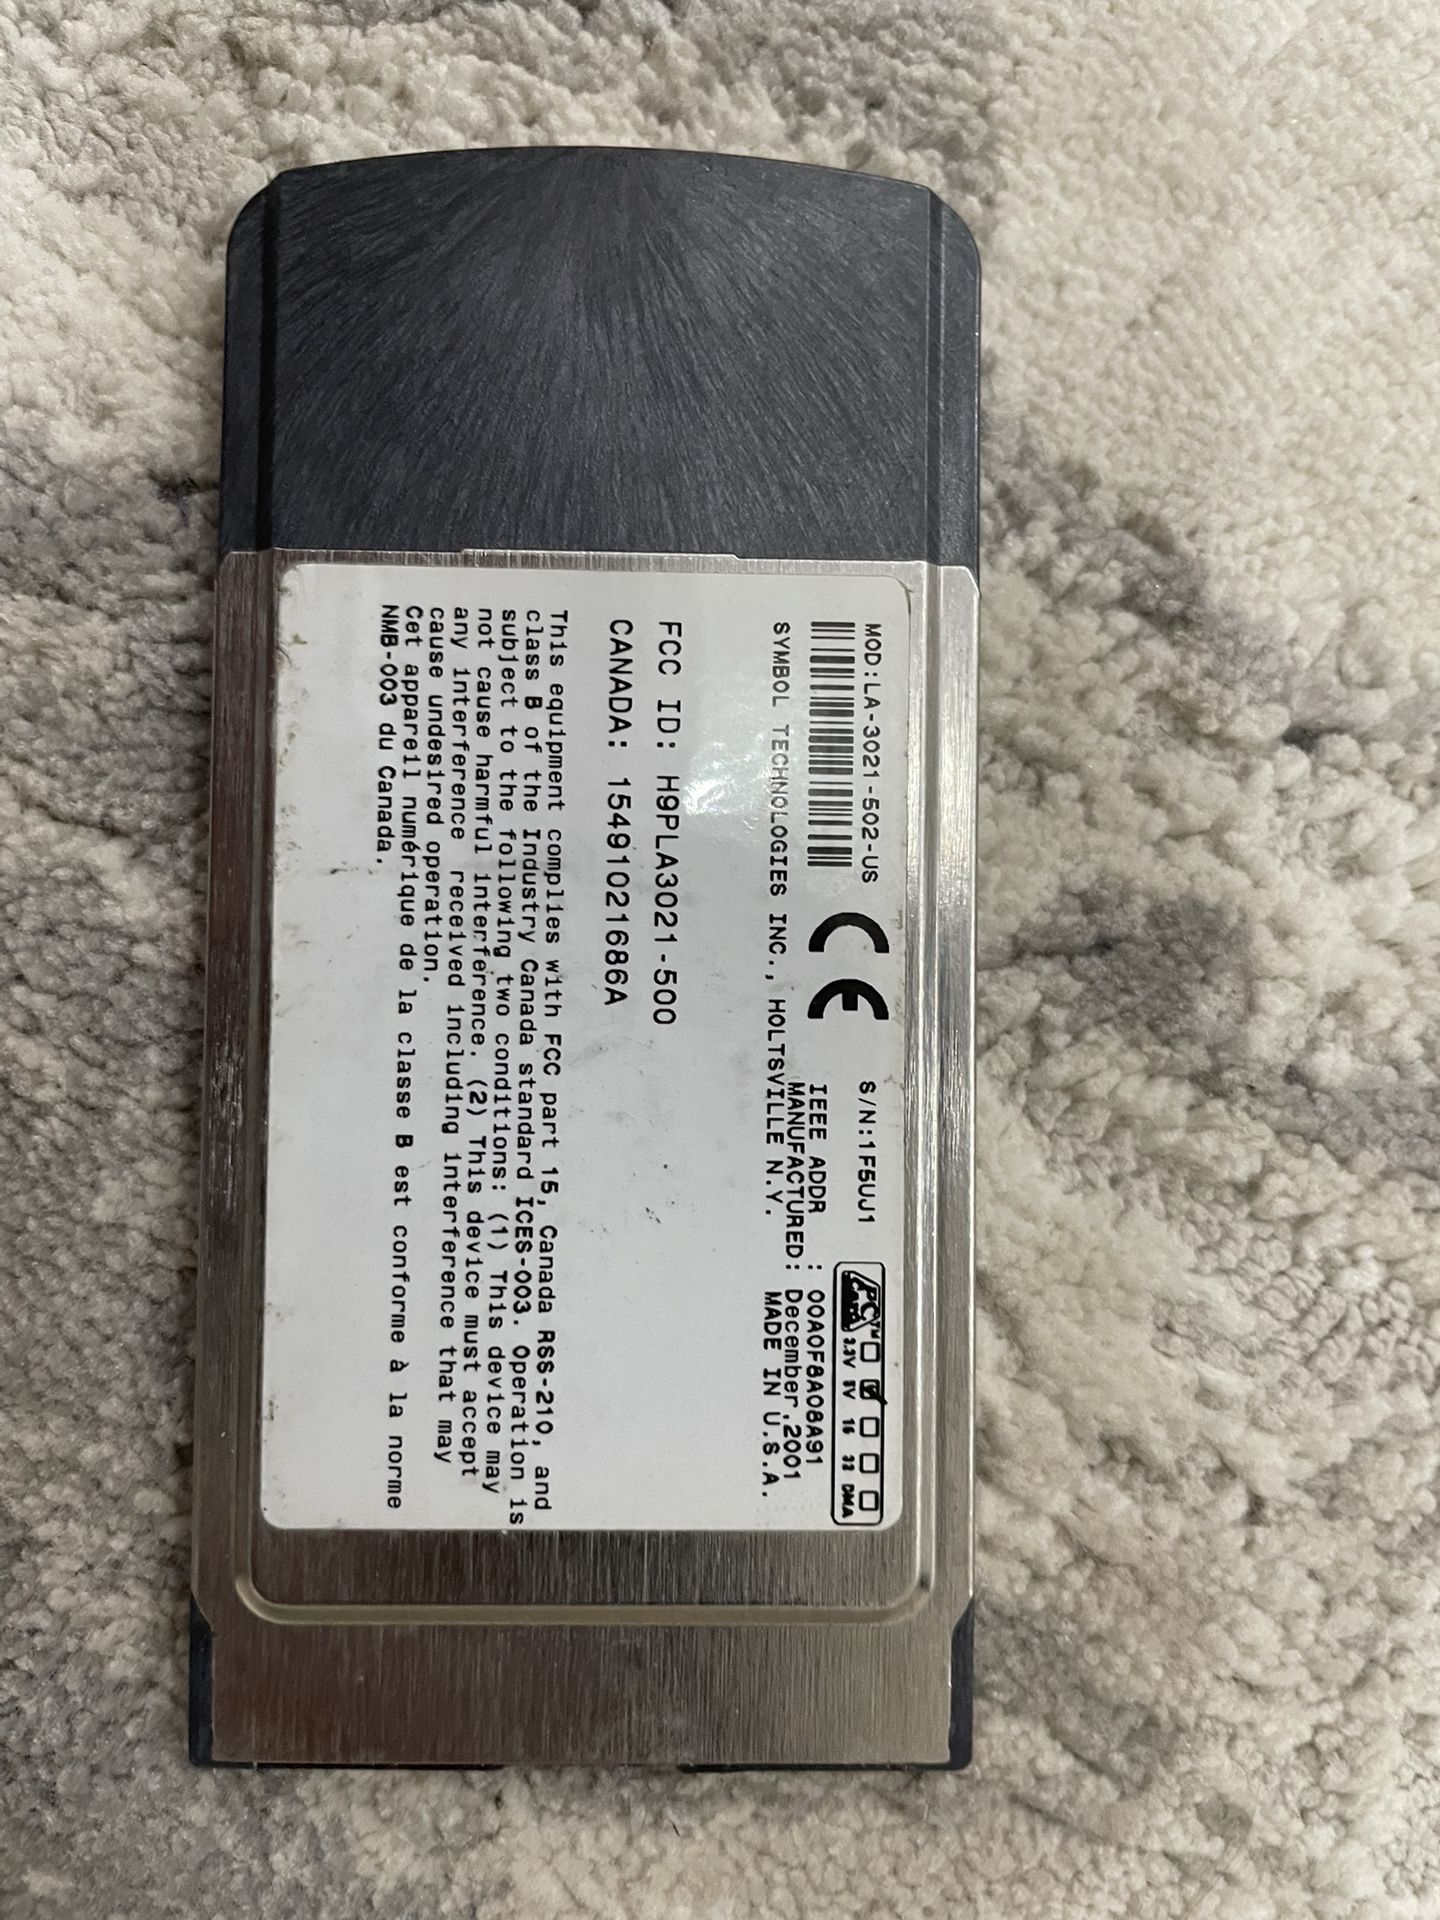 MOD:LA-3021-502-US
S/N:1F5UJ1
PC Card™
3.3V 5V 16 32 DMA
IEEE ADDR : 00A0F8A08A91
MANUFACTURED: December,2001
SYMBOL TECHNOLOGIES INC., HOLTSVILLE N.Y. MADE IN U.S.A.
CE
FCC ID: H9PLA3021-500
CANADA: 15491021686A
This equipment complies with FCC part 15, Canada RSS-210, and
class B of the Industry Canada standard ICES-003. Operation is
subject to the following two conditions: (1) This device may
not cause harmful interference. (2) This device must accept
any interference received including interference that may
cause undesired operation.
Cet appareil numérique de la classe B est conforme à la norme
NMB-003 du Canada.